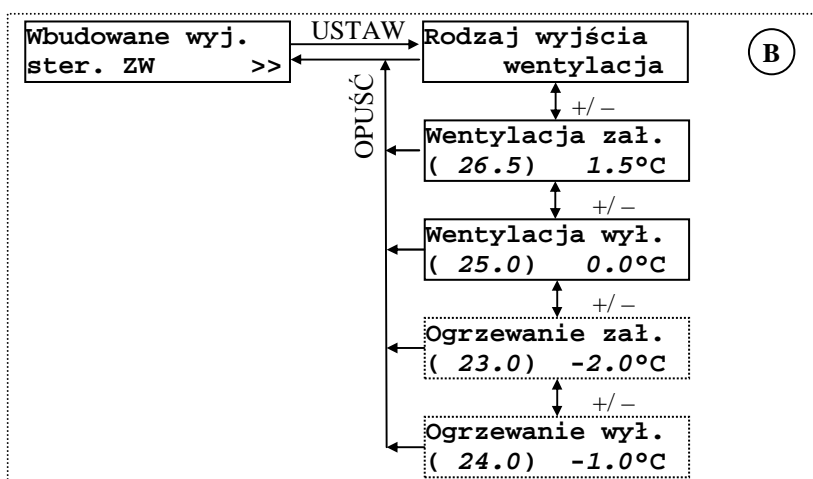 Wbudowane wyj.
ster. ZW >>
USTAW
OPUŚĆ
Rodzaj wyjścia
wentylacja
B
+/ –
Wentylacja zał.
( 26.5) 1.5°C
+/ –
Wentylacja wył.
( 25.0) 0.0°C
+/ –
Ogrzewanie zał.
( 23.0) -2.0°C
+/ –
Ogrzewanie wył.
( 24.0) -1.0°C